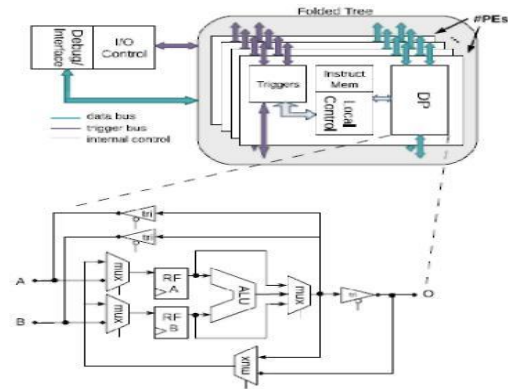 Folded Tree
#PEs
...
Debug/
Interface
I/O
Control
Triggers
Instruct
Mem
Local
Control
DP
data bus
trigger bus
internal control
tri
tri
A
mux
RF
A
ALU
mux
tri
O
B
mux
RF
B
mux